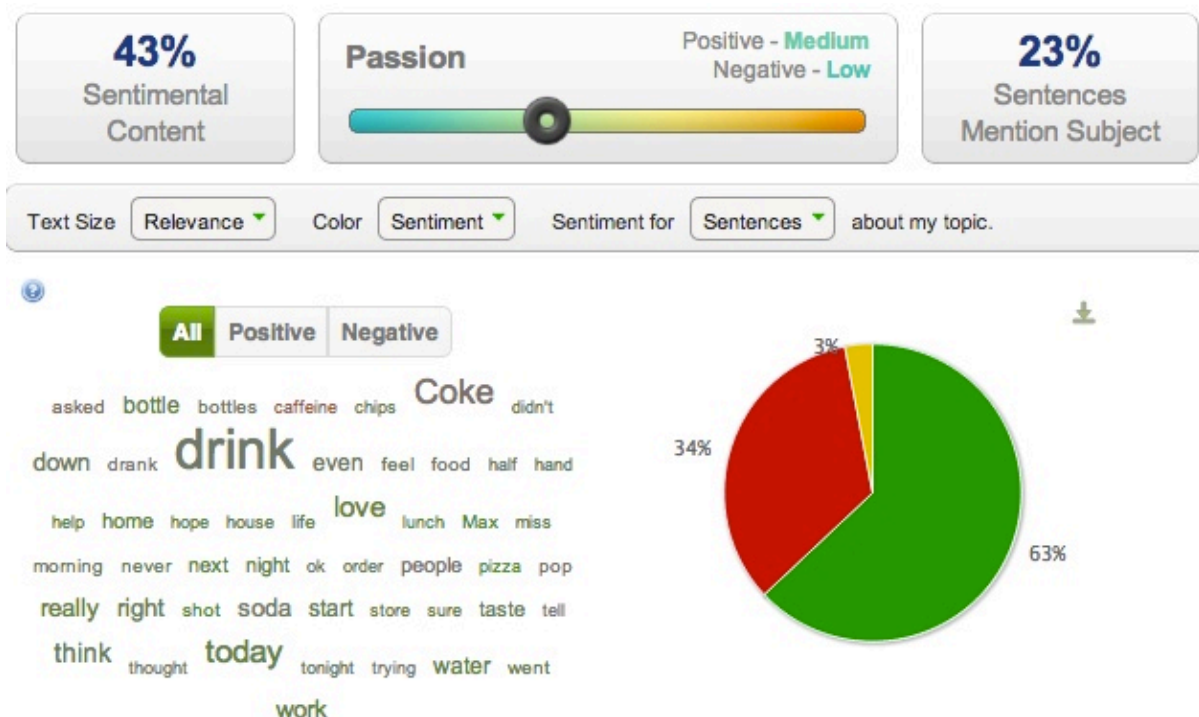 43%
Sentimental
Content
Passion
Positive - Medium
Negative - Low
23%
Sentences
Mention Subject
Text Size Relevance Color Sentiment Sentiment for Sentences about my topic.
?
All Positive Negative
asked bottle bottles caffeine chips Coke didn't
down drank drink even feel food half hand
help home hope house life love lunch Max miss
morning never next night ok order people pizza pop
really right shot soda start store sure taste tell
think thought today tonight trying water went
work
3%
34%
63%